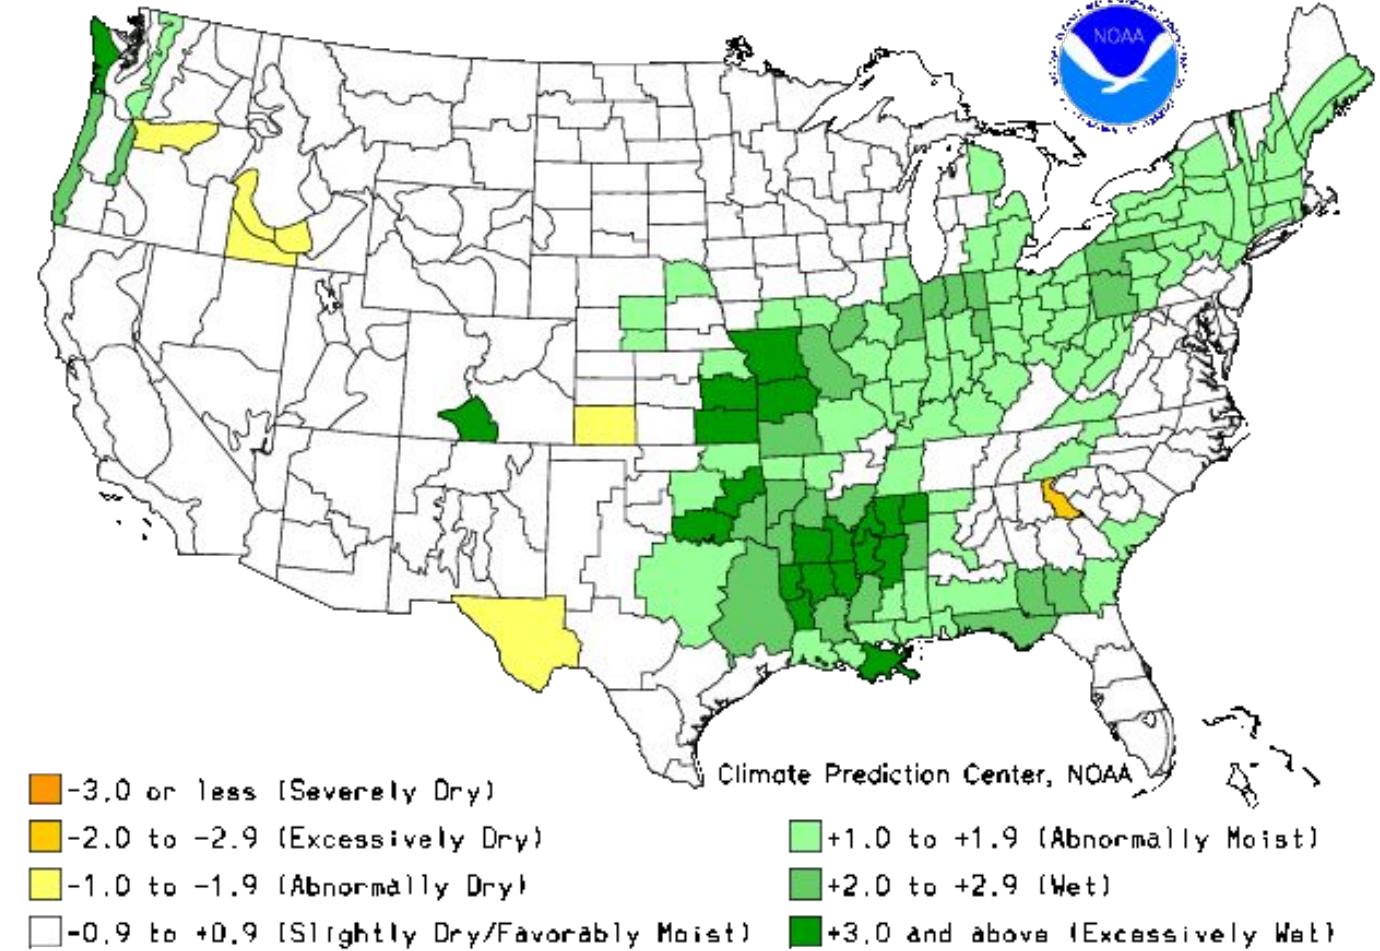 NOAA
Climate Prediction Center, NOAA
-3.0 or less (Severely Dry)
-2.0 to -2.9 (Excessively Dry)
-1.0 to -1.9 (Abnormally Dry)
-0.9 to +0.9 (Slightly Dry/Favorably Moist)
+1.0 to +1.9 (Abnormally Moist)
+2.0 to +2.9 (Wet)
+3.0 and above (Excessively Wet)